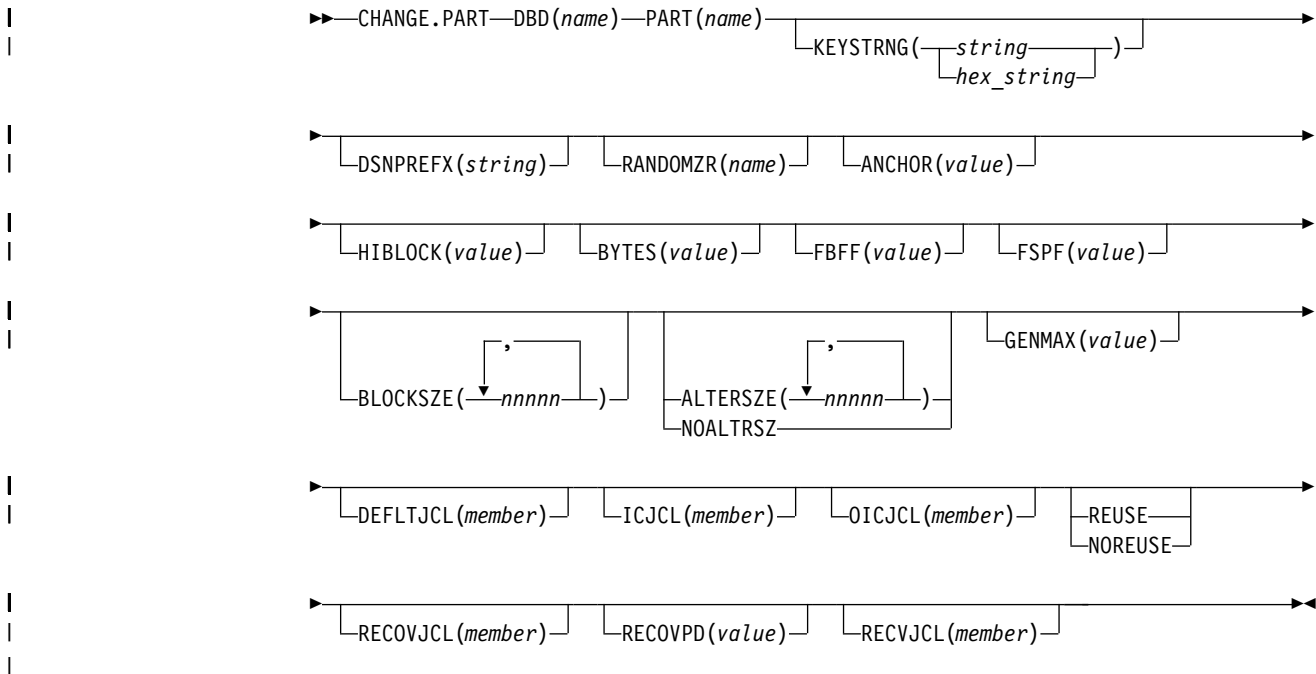 CHANGE.PART DBD(name) PART(name)
KEYSTRNG( string )
hex_string
DSNPREFX(string) RANDOMZR(name) ANCHOR(value)
HIBLOCK(value) BYTES(value) FBFF(value) FSPF(value)
GENMAX(value)
, ,
BLOCKSZE( nnnnn ) ALTERSZE( nnnnn )
NOALTRSZ
DEFLTJCL(member) ICJCL(member) OICJCL(member) REUSE
NOREUSE
RECOVJCL(member) RECOVPD(value) RECVJCL(member)